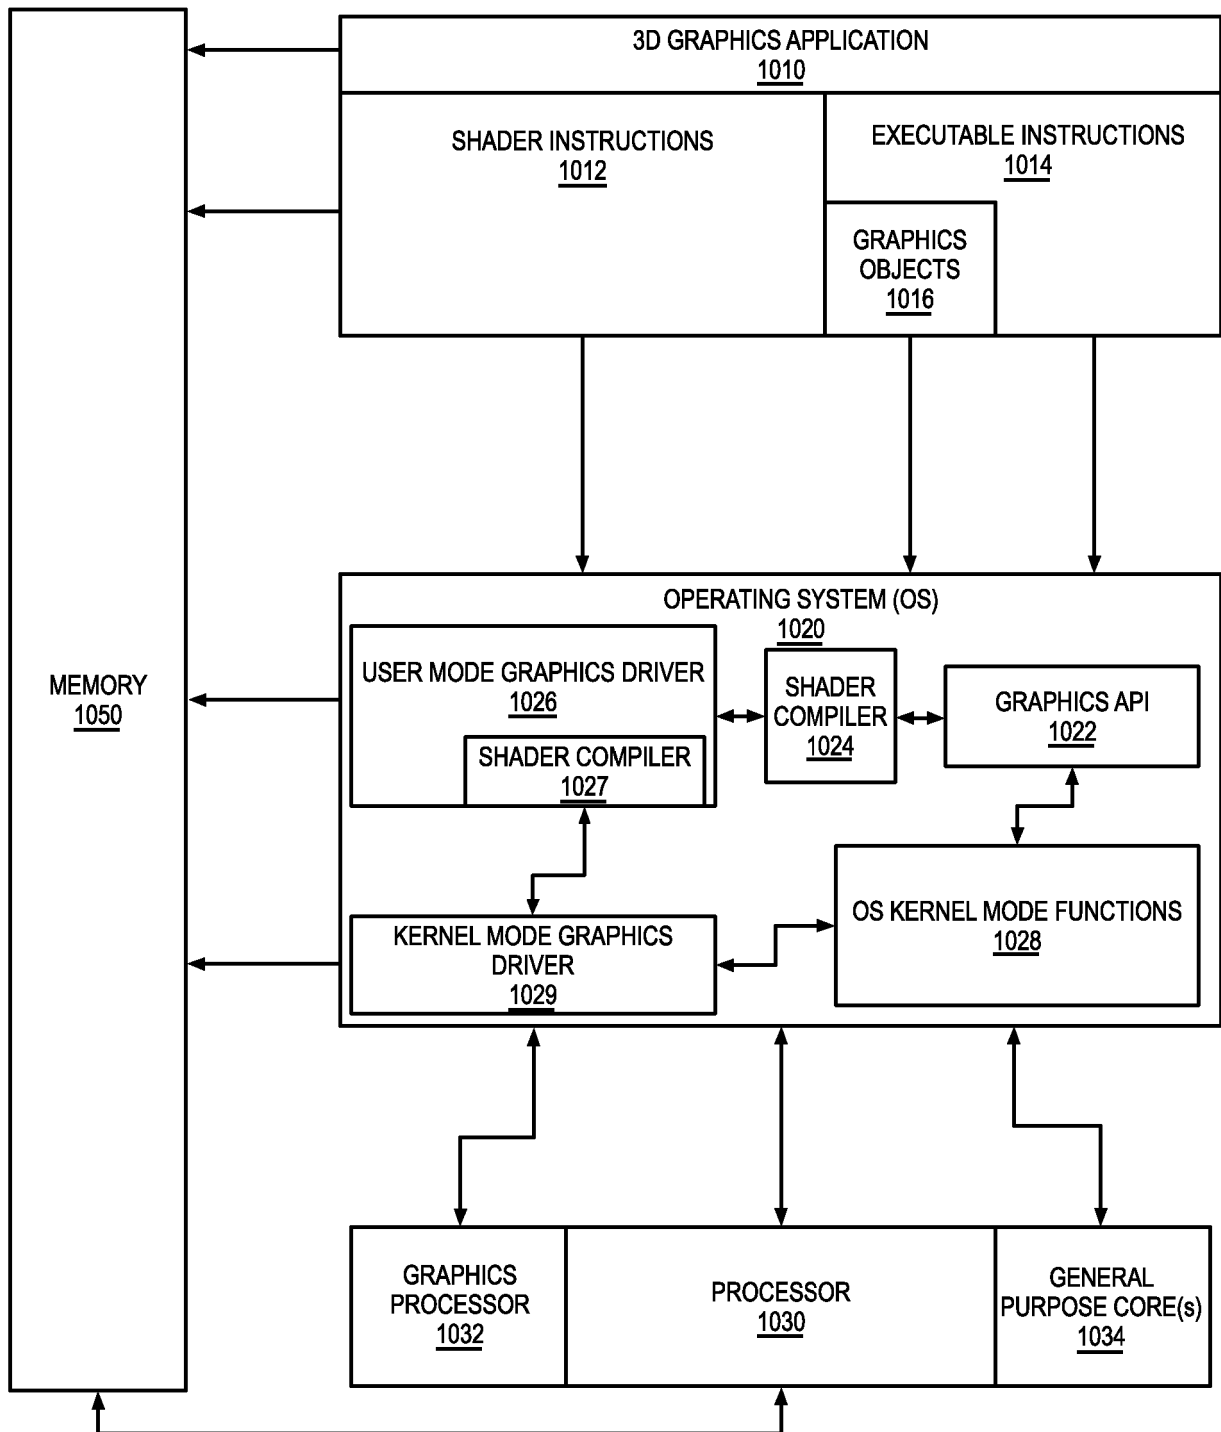 3D GRAPHICS APPLICATION
1010
SHADER INSTRUCTIONS
1012
EXECUTABLE INSTRUCTIONS
1014
GRAPHICS
OBJECTS
1016
MEMORY
1050
OPERATING SYSTEM (OS)
1020
USER MODE GRAPHICS DRIVER
1026
SHADER COMPILER
1027
SHADER
COMPILER
1024
GRAPHICS API
1022
KERNEL MODE GRAPHICS
DRIVER
1029
OS KERNEL MODE FUNCTIONS
1028
GRAPHICS
PROCESSOR
1032
PROCESSOR
1030
GENERAL
PURPOSE CORE(s)
1034